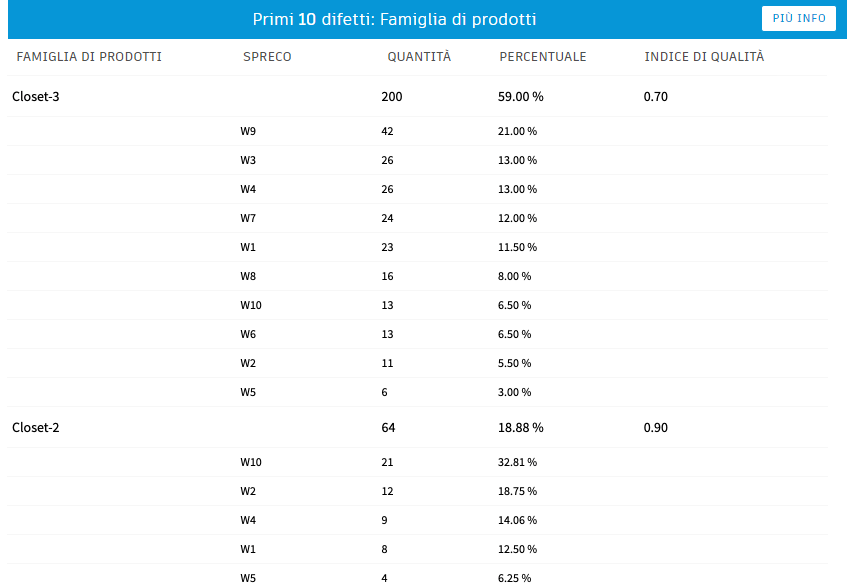 Primi 10 difetti: Famiglia di prodotti
PIÙ INFO
FAMIGLIA DI PRODOTTI SPRECO QUANTITÀ PERCENTUALE INDICE DI QUALITÀ
Closet-3 200 59.00 % 0.70
W9 42 21.00 %
W3 26 13.00 %
W4 26 13.00 %
W7 24 12.00 %
W1 23 11.50 %
W8 16 8.00 %
W10 13 6.50 %
W6 13 6.50 %
W2 11 5.50 %
W5 6 3.00 %
Closet-2 64 18.88 % 0.90
W10 21 32.81 %
W2 12 18.75 %
W4 9 14.06 %
W1 8 12.50 %
W5 4 6.25 %